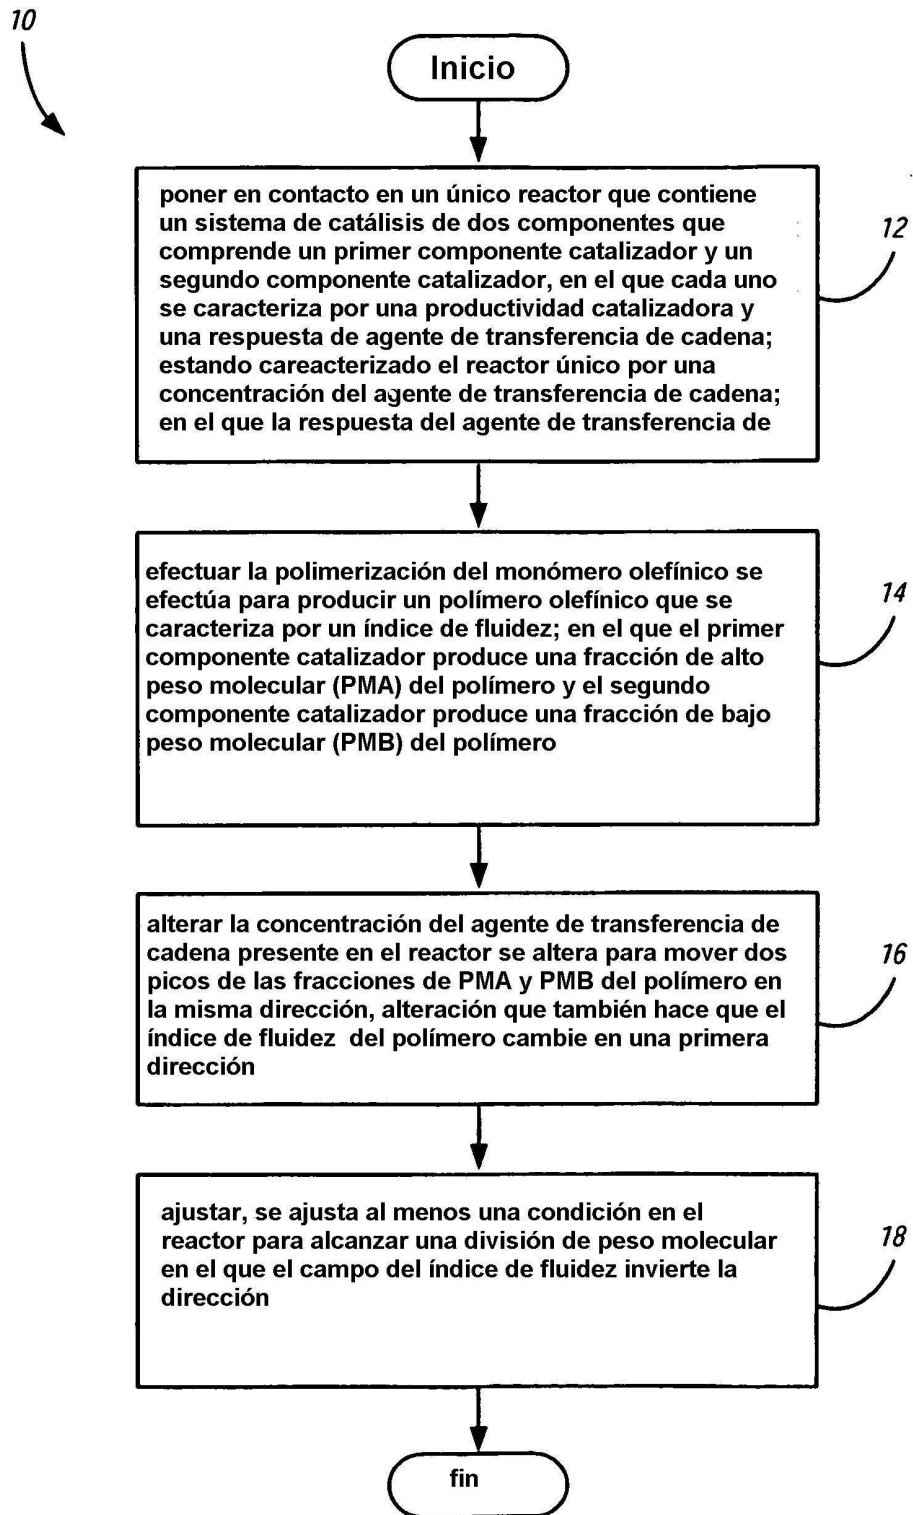 10
Inicio
poner en contacto en un único reactor que contiene
un sistema de catálisis de dos componentes que
comprende un primer componente catalizador y un
segundo componente catalizador, en el que cada uno
se caracteriza por una productividad catalizadora y
una respuesta de agente de transferencia de cadena;
estando careacterizado el reactor único por una
concentración del agente de transferencia de cadena;
en el que la respuesta del agente de transferencia de
12
efectuar la polimerización del monómero olefínico se
efectúa para producir un polímero olefínico que se
caracteriza por un índice de fluidez; en el que el primer
componente catalizador produce una fracción de alto
peso molecular (PMA) del polímero y el segundo
componente catalizador produce una fracción de bajo
peso molecular (PMB) del polímero
14
alterar la concentración del agente de transferencia de
cadena presente en el reactor se altera para mover dos
picos de las fracciones de PMA y PMB del polímero en
la misma dirección, alteración que también hace que el
índice de fluidez del polímero cambie en una primera
dirección
16
ajustar, se ajusta al menos una condición en el
reactor para alcanzar una división de peso molecular
en el que el campo del índice de fluidez invierte la
dirección
18
fin